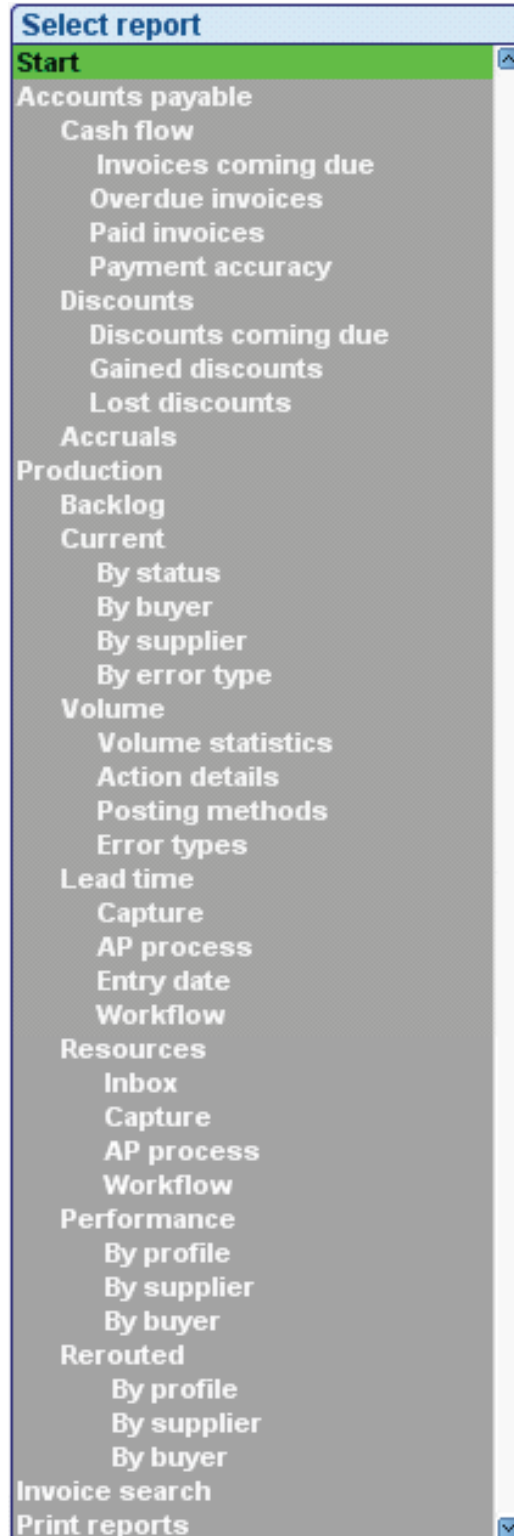 Select report
Start
Accounts payable
Cash flow
Invoices coming due
Overdue invoices
Paid invoices
Payment accuracy
Discounts
Discounts coming due
Gained discounts
Lost discounts
Accruals
Production
Backlog
Current
By status
By buyer
By supplier
By error type
Volume
Volume statistics
Action details
Posting methods
Error types
Lead time
Capture
AP process
Entry date
Workflow
Resources
Inbox
Capture
AP process
Workflow
Performance
By profile
By supplier
By buyer
Rerouted
By profile
By supplier
By buyer
Invoice search
Print reports